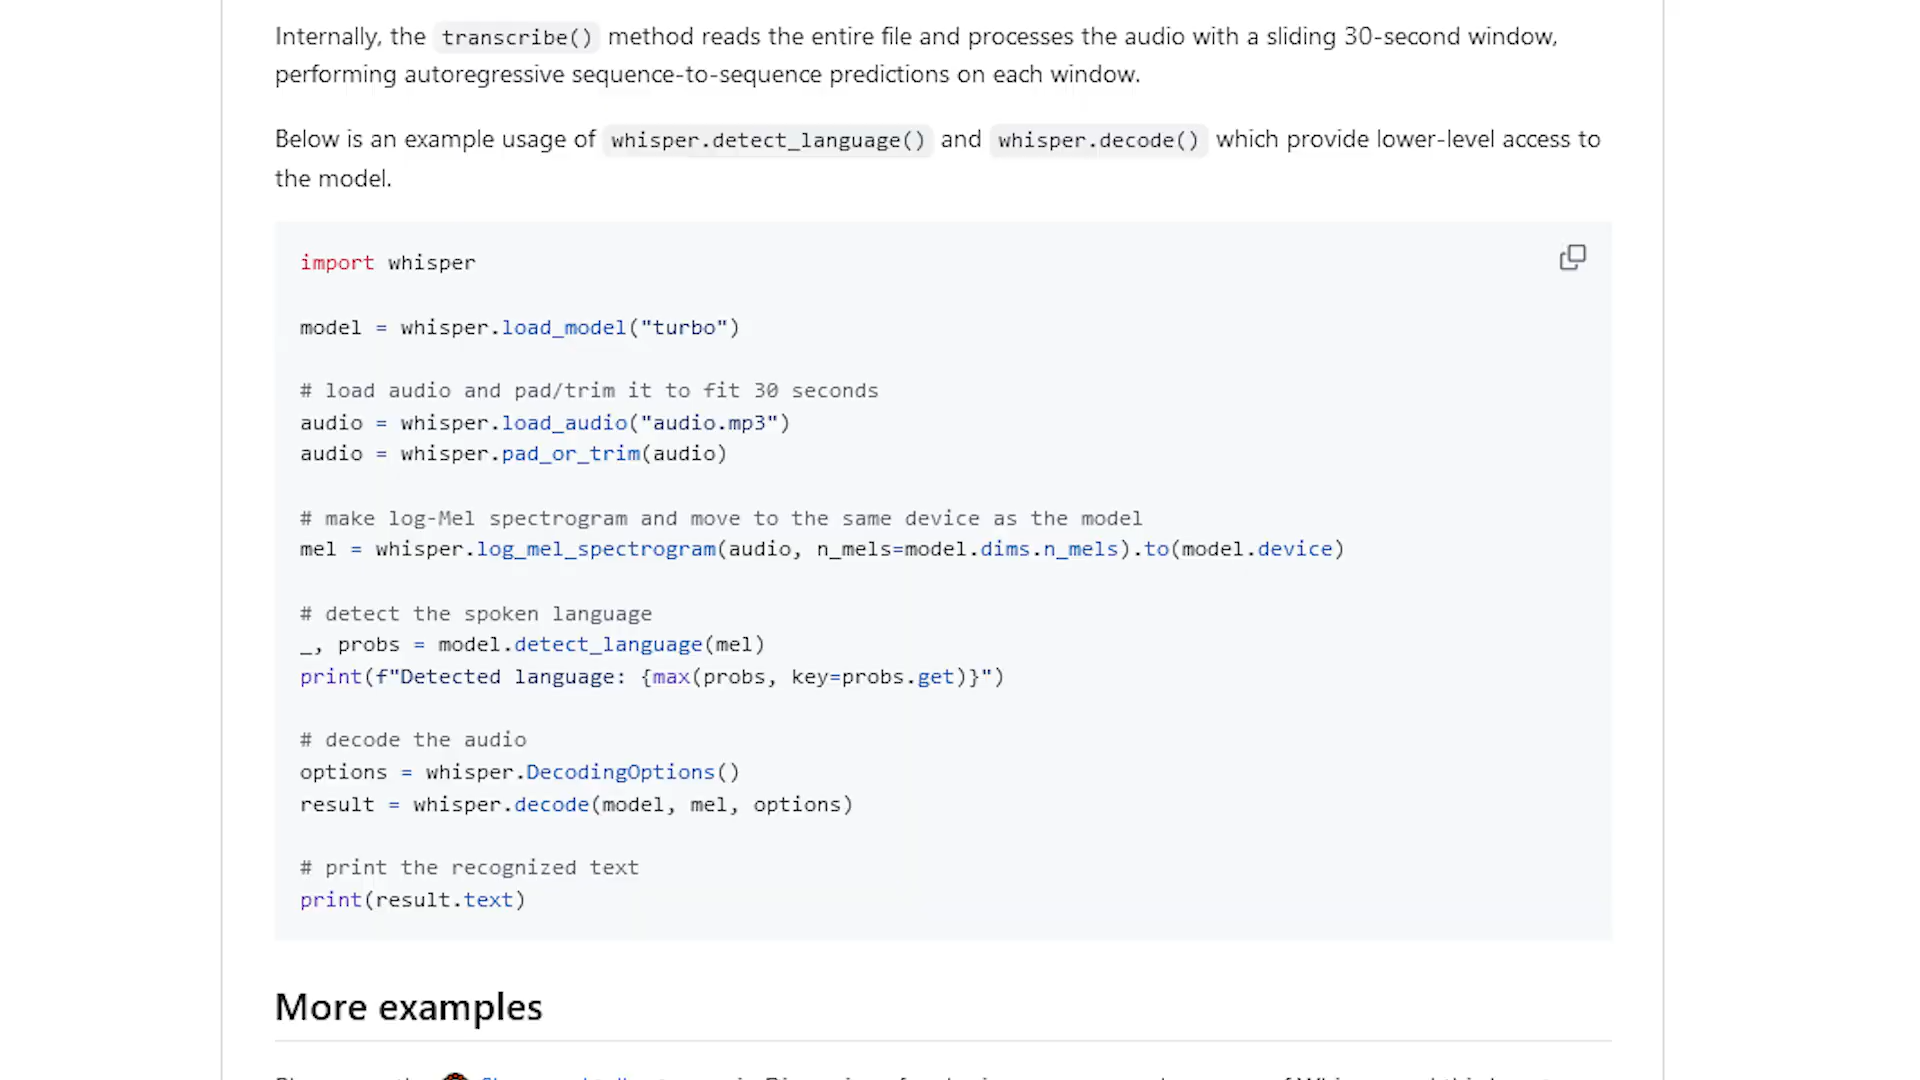 Internally, the transcribe() method reads the entire file and processes the audio with a sliding 30-second window,
performing autoregressive sequence-to-sequence predictions on each window.
Below is an example usage of whisper.detect_language() and whisper.decode() which provide lower-level access to
the model.
import whisper
model = whisper.load_model("turbo")
# load audio and pad/trim it to fit 30 seconds
audio = whisper.load_audio("audio.mp3")
audio = whisper.pad_or_trim(audio)
# make log-Mel spectrogram and move to the same device as the model
mel = whisper.log_mel_spectrogram(audio, n_mels=model.dims.n_mels).to(model.device)
# detect the spoken language
_, probs = model.detect_language(mel)
print(f"Detected language: {max(probs, key=probs.get)}")
# decode the audio
options = whisper.DecodingOptions()
result = whisper.decode(model, mel, options)
# print the recognized text
print(result.text)
More examples